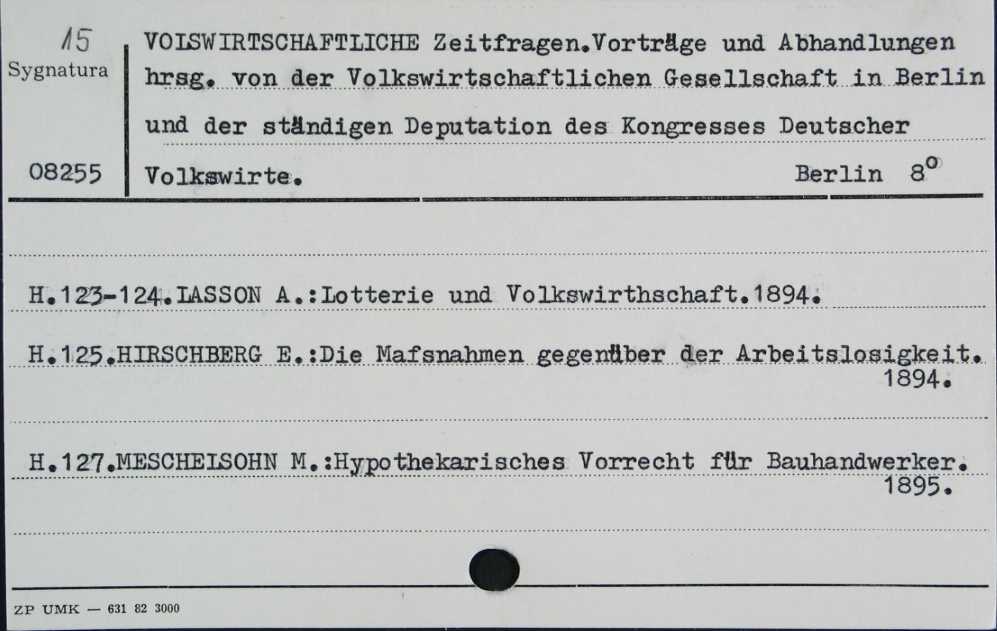 15
Sygnatura
08255
VOLSWIRTSCHAFTLICHE Zeitfragen.Vorträge und Abhandlungen
hrsg. von der Volkswirtschaftlichen Gesellschaft in Berlin
und der ständigen Deputation des Kongresses Deutscher
Volkswirte. Berlin 8º
H.123-124.LASSON A.:Lotterie und Volkswirthschaft.1894.
H.125.HIRSCHBERG E.:Die Mafsnahmen gegenüber der Arbeitslosigkeit.
1894.
H.127.MESCHELSOHN M.:Hypothekarisches Vorrecht für Bauhandwerker.
1895.
ZP UMK — 631 82 3000